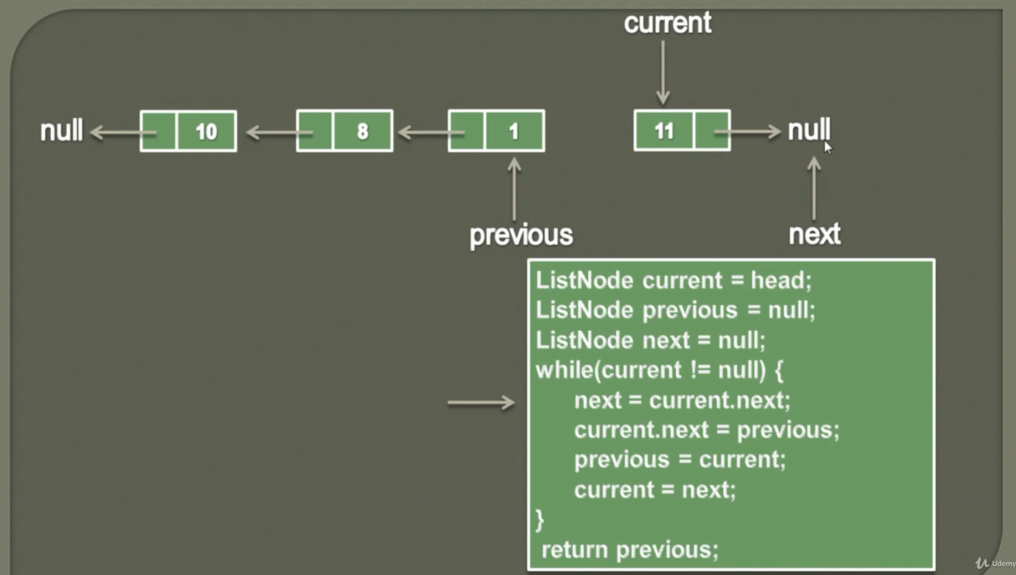 current
null
10
8
1
11
null
previous
next
ListNode current = head;
ListNode previous = null;
ListNode next = null;
while(current != null) {
next = current.next;
current.next = previous;
previous = current;
current = next;
}
return previous;
Udemy